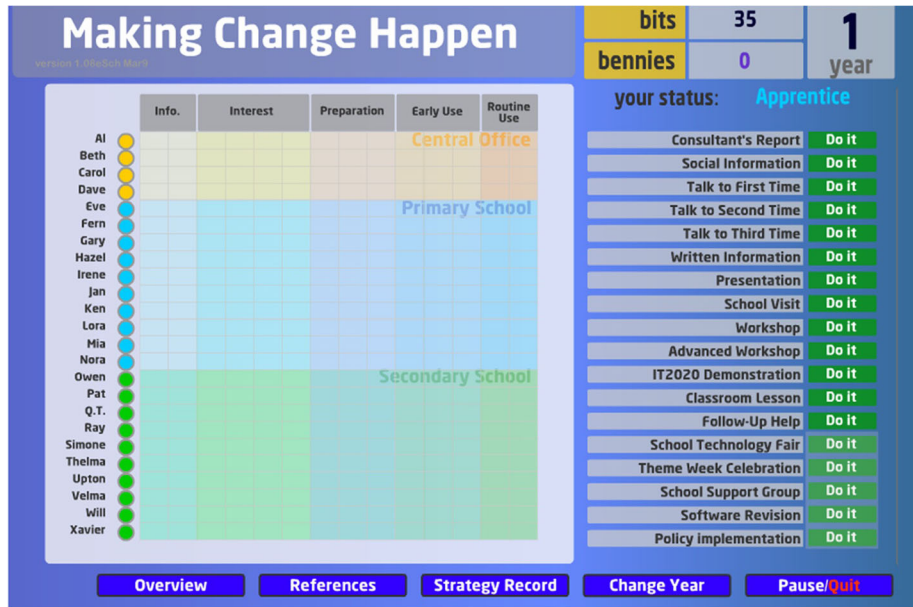 Making Change Happen
version 1.08eSch Mar9
bits 35
bennies 0
1
year
your status: Apprentice
Info. Interest Preparation Early Use Routine Use
Central Office
Al
Beth
Carol
Dave
Primary School
Eve
Fern
Gary
Hazel
Irene
Jan
Ken
Lora
Mia
Nora
Secondary School
Owen
Pat
Q.T.
Ray
Simone
Thelma
Upton
Velma
Will
Xavier
Consultant's Report Do it
Social Information Do it
Talk to First Time Do it
Talk to Second Time Do it
Talk to Third Time Do it
Written Information Do it
Presentation Do it
School Visit Do it
Workshop Do it
Advanced Workshop Do it
IT2020 Demonstration Do it
Classroom Lesson Do it
Follow-Up Help Do it
School Technology Fair Do it
Theme Week Celebration Do it
School Support Group Do it
Software Revision Do it
Policy implementation Do it
Overview References Strategy Record Change Year Pause/Quit